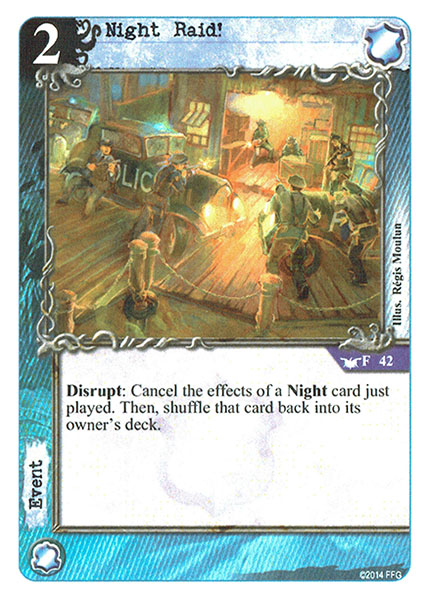 2
Night Raid!
POLIC
Illus. Régis Moulun
F 42
Disrupt: Cancel the effects of a Night card just
played. Then, shuffle that card back into its
owner's deck.
Event
©2014 FFG